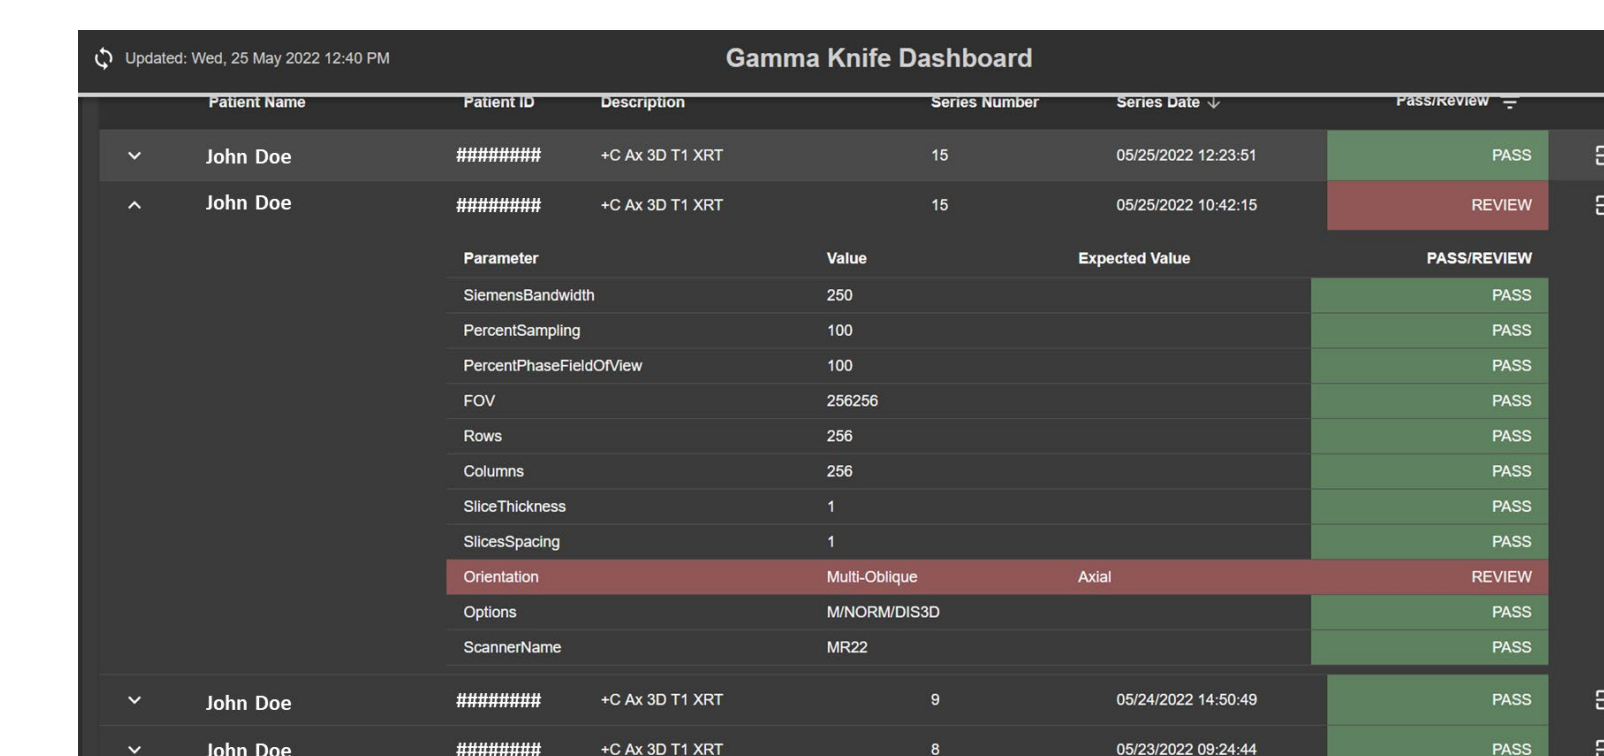 Updated: Wed, 25 May 2022 12:40 PM Gamma Knife Dashboard
Patient Name Patient ID Description Series Number Series Date Pass/Review
John Doe ######## +C Ax 3D T1 XRT 15 05/25/2022 12:23:51 PASS
John Doe ######## +C Ax 3D T1 XRT 15 05/25/2022 10:42:15 REVIEW
Parameter Value Expected Value PASS/REVIEW
SiemensBandwidth 250 PASS
PercentSampling 100 PASS
PercentPhaseFieldOfView 100 PASS
FOV 256256 PASS
Rows 256 PASS
Columns 256 PASS
SliceThickness 1 PASS
SlicesSpacing 1 PASS
Orientation Multi-Oblique Axial REVIEW
Options M/NORM/DIS3D PASS
ScannerName MR22 PASS
John Doe ######## +C Ax 3D T1 XRT 9 05/24/2022 14:50:49 PASS
John Doe ######## +C Ax 3D T1 XRT 8 05/23/2022 09:24:44 PASS